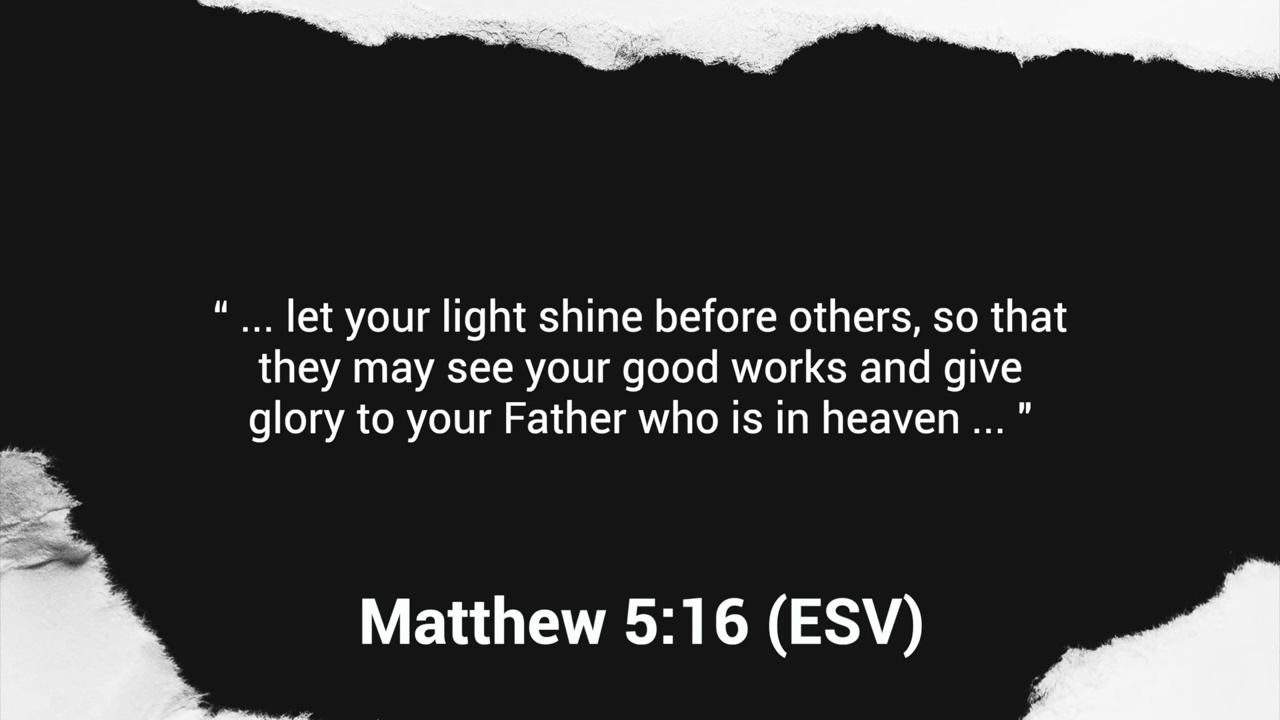 “ ... let your light shine before others, so that
they may see your good works and give
glory to your Father who is in heaven ... ”
Matthew 5:16 (ESV)